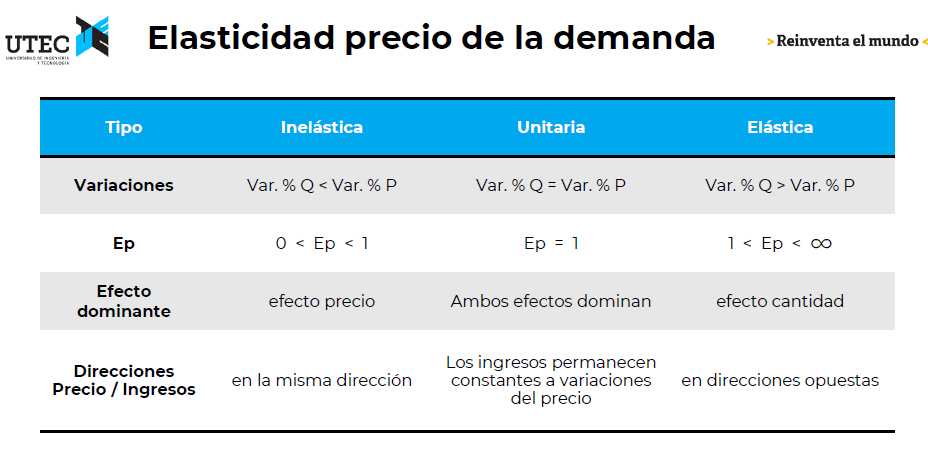 UTEC
UNIVERSIDAD DE INGENIERÍA
Y TECNOLOGÍA
Elasticidad precio de la demanda
> Reinventa el mundo <
Tipo Inelástica Unitaria Elástica
Variaciones Var. % Q < Var. % P Var. % Q = Var. % P Var. % Q > Var. % P
Ep 0 < Ep < 1 Ep = 1 1 < Ep < ∞
Efecto
dominante efecto precio Ambos efectos dominan efecto cantidad
Direcciones
Precio / Ingresos en la misma dirección
Los ingresos permanecen
constantes a variaciones
del precio
en direcciones opuestas